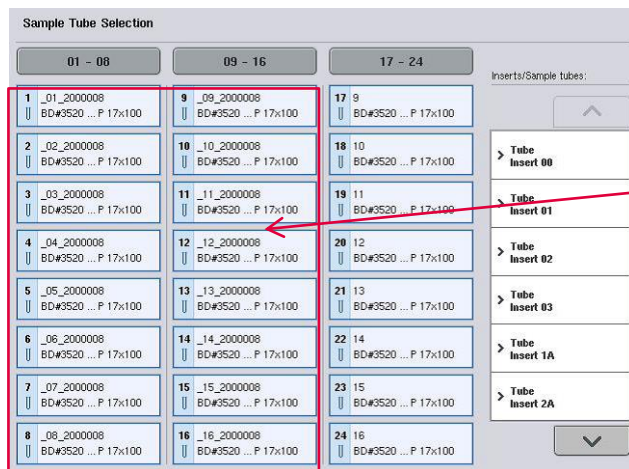 Sample Tube Selection
01 - 08
09 - 16
17 - 24
Inserts/Sample tubes:
1 _01_2000008
BD#3520 ... P 17x100
2 _02_2000008
BD#3520 ... P 17x100
3 _03_2000008
BD#3520 ... P 17x100
4 _04_2000008
BD#3520 ... P 17x100
5 _05_2000008
BD#3520 ... P 17x100
6 _06_2000008
BD#3520 ... P 17x100
7 _07_2000008
BD#3520 ... P 17x100
8 _08_2000008
BD#3520 ... P 17x100
9 _09_2000008
BD#3520 ... P 17x100
10 _10_2000008
BD#3520 ... P 17x100
11 _11_2000008
BD#3520 ... P 17x100
12 _12_2000008
BD#3520 ... P 17x100
13 _13_2000008
BD#3520 ... P 17x100
14 _14_2000008
BD#3520 ... P 17x100
15 _15_2000008
BD#3520 ... P 17x100
16 _16_2000008
BD#3520 ... P 17x100
17 9
BD#3520 ... P 17x100
18 10
BD#3520 ... P 17x100
19 11
BD#3520 ... P 17x100
20 12
BD#3520 ... P 17x100
21 13
BD#3520 ... P 17x100
22 14
BD#3520 ... P 17x100
23 15
BD#3520 ... P 17x100
24 16
BD#3520 ... P 17x100
Tube
Insert 00
Tube
Insert 01
Tube
Insert 02
Tube
Insert 03
Tube
Insert 1A
Tube
Insert 2A